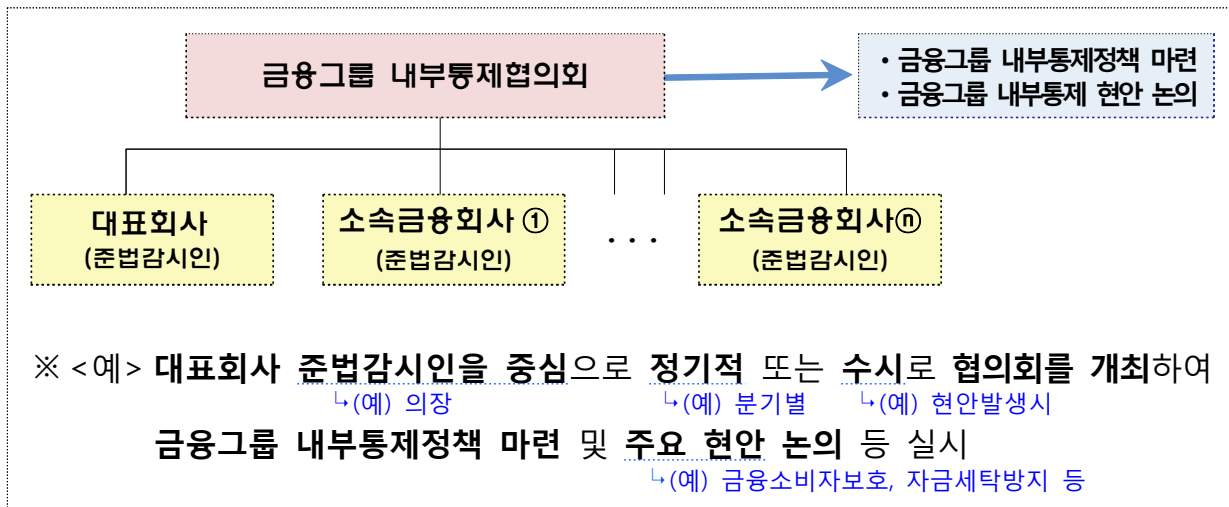 금융그룹 내부통제협의회
・금융그룹 내부통제정책 마련
・금융그룹 내부통제 현안 논의
대표회사
(준법감시인)
소속금융회사 ①
(준법감시인)
· · ·
소속금융회사ⓝ
(준법감시인)
※ <예> 대표회사 준법감시인을 중심으로 정기적 또는 수시로 협의회를 개최하여
↳(예) 의장 ↳(예) 분기별 ↳(예) 현안발생시
금융그룹 내부통제정책 마련 및 주요 현안 논의 등 실시
↳(예) 금융소비자보호, 자금세탁방지 등